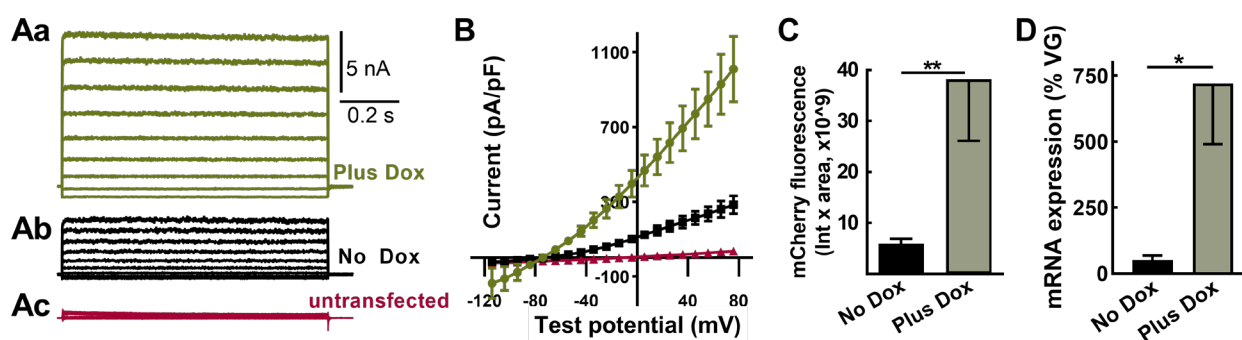 Aa
5 nA
0.2 s
Plus Dox
Ab
No Dox
untransfected
Ac
B
Current (pA/pF)
1100
700
300
-100
-120
-80
-40
0
40
80
Test potential (mV)
C
**
mCherry fluorescence
(Int x area, x10^9)
40
30
20
10
No Dox
Plus Dox
D
*
mRNA expression (% VG)
750
500
250
0
No Dox
Plus Dox